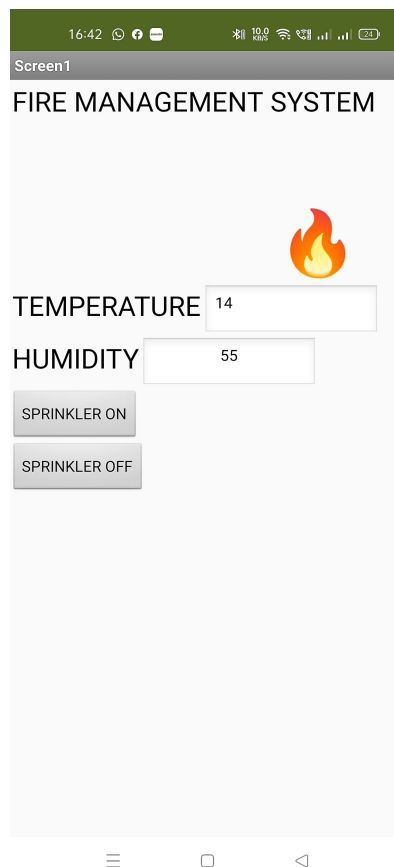 16:42 10.0 KB/S 24
Screen1
FIRE MANAGEMENT SYSTEM
TEMPERATURE 14
HUMIDITY 55
SPRINKLER ON
SPRINKLER OFF